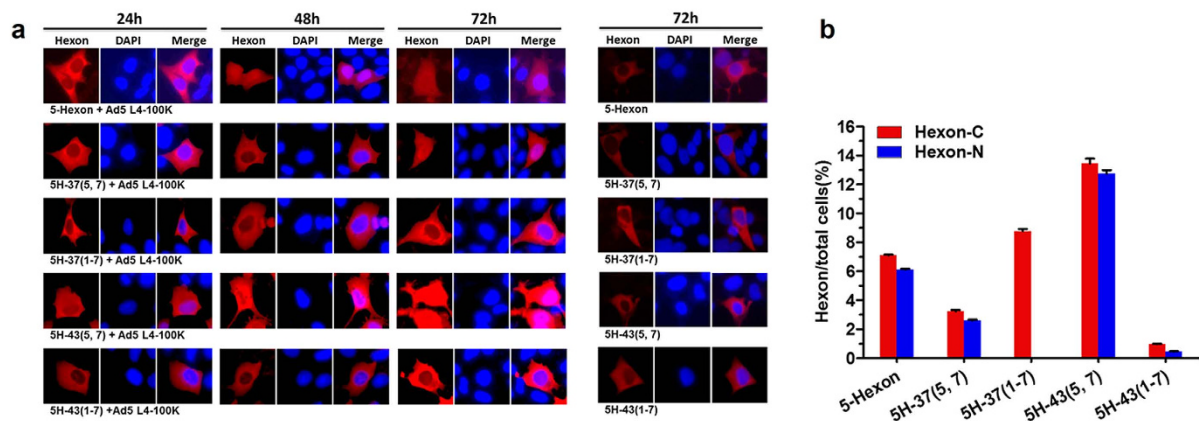 a
24h 48h 72h 72h
Hexon DAPI Merge Hexon DAPI Merge Hexon DAPI Merge Hexon DAPI Merge
5-Hexon + Ad5 L4-100K 5-Hexon
5H-37(5, 7) + Ad5 L4-100K 5H-37(5, 7)
5H-37(1-7) + Ad5 L4-100K 5H-37(1-7)
5H-43(5, 7) + Ad5 L4-100K 5H-43(5, 7)
5H-43(1-7) +Ad5 L4-100K 5H-43(1-7)
b
Hexon/total cells(%)
16
14
12
10
8
6
4
2
0
Hexon-C
Hexon-N
5-Hexon
5H-37(5, 7)
5H-37(1-7)
5H-43(5, 7)
5H-43(1-7)